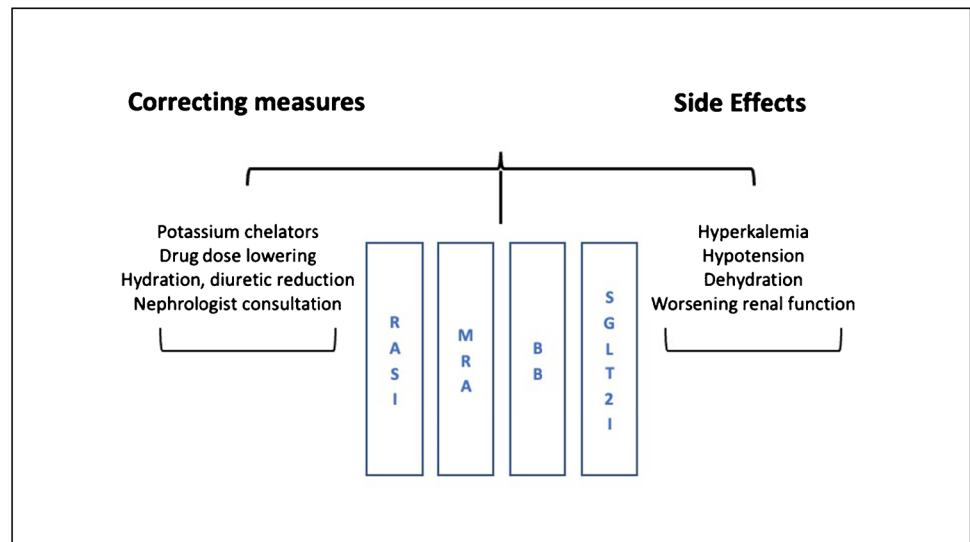 Correcting measures
Side Effects
Potassium chelators
Drug dose lowering
Hydration, diuretic reduction
Nephrologist consultation
RASI
MRA
BB
SGLT2I
Hyperkalemia
Hypotension
Dehydration
Worsening renal function